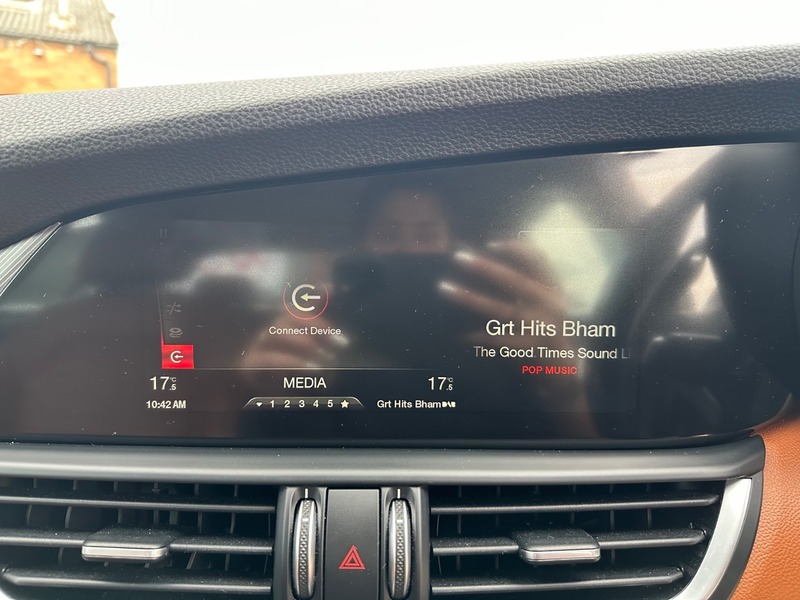 Connect Device
Grt Hits Bham
The Good Times Sound L
POP MUSIC
17.5°C
MEDIA
17.5°C
10:42 AM
1 2 3 4 5
Grt Hits Bham DAB